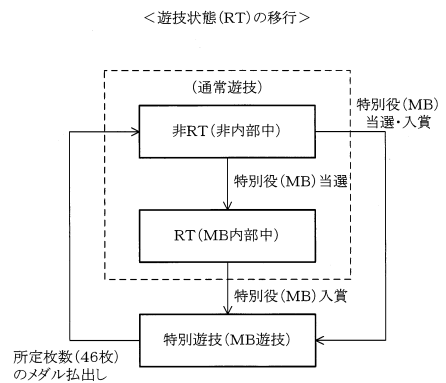 ＜遊技状態(RT)の移行＞
(通常遊技)
特別役(MB)
当選・入賞
非RT(非内部中)
特別役(MB)当選
RT(MB内部中)
特別役(MB)入賞
特別遊技(MB遊技)
所定枚数(46枚)
のメダル払出し